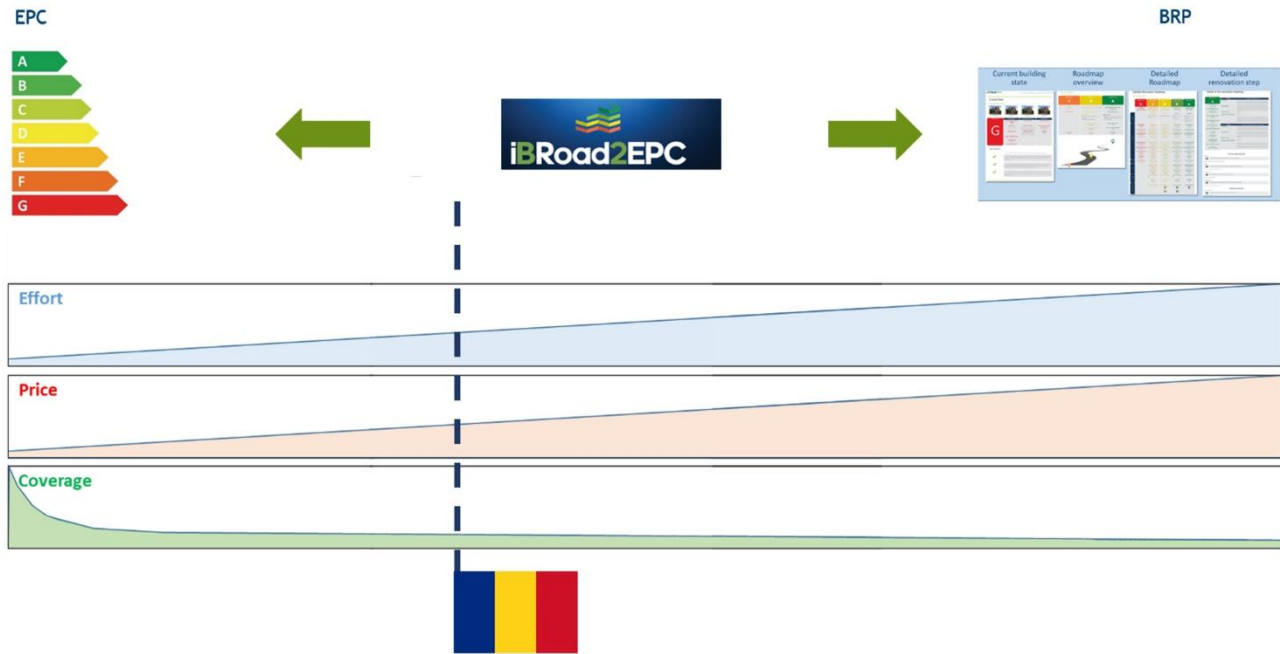 EPC
BRP
A
B
C
D
E
F
G
iBRoad2EPC
Current building
state
Roadmap
overview
Detailed
Roadmap
Detailed
renovation step
G
Effort
Price
Coverage